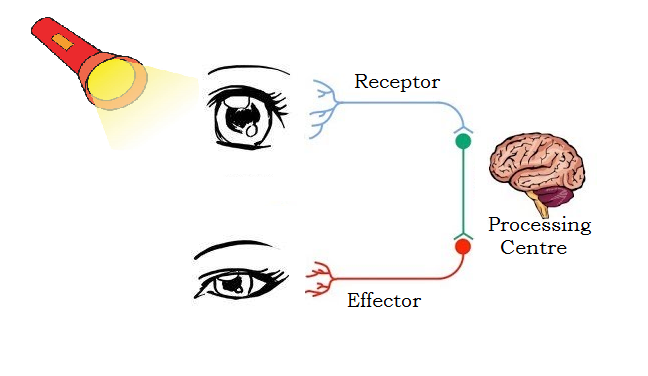 Receptor
Processing
Centre
Effector